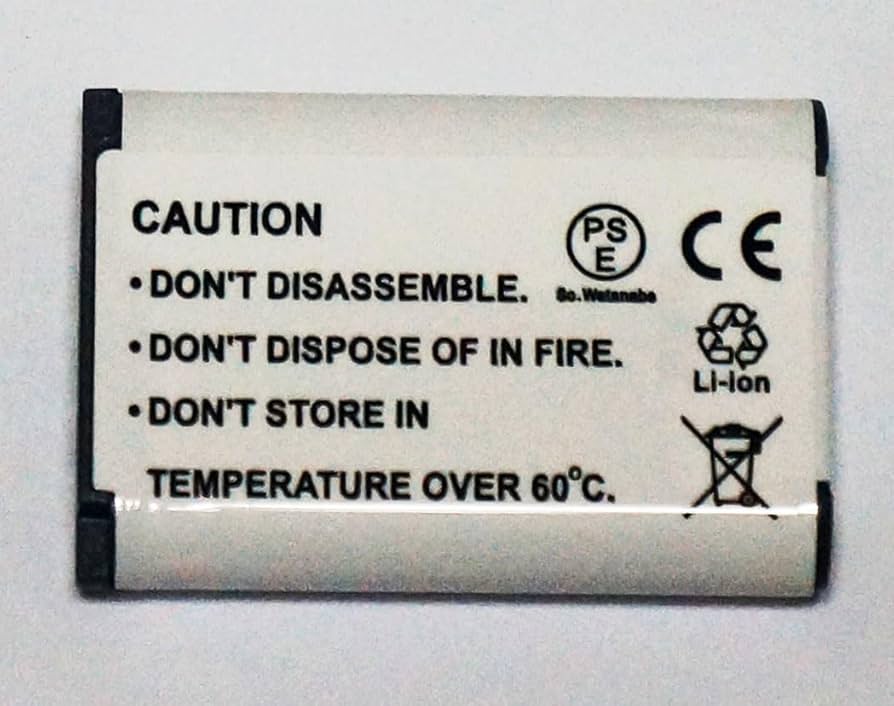 CAUTION
•DON'T DISASSEMBLE.
•DON'T DISPOSE OF IN FIRE.
•DON'T STORE IN
TEMPERATURE OVER 60°C.
PS
E
So.Watanabe
CE
Li-ion